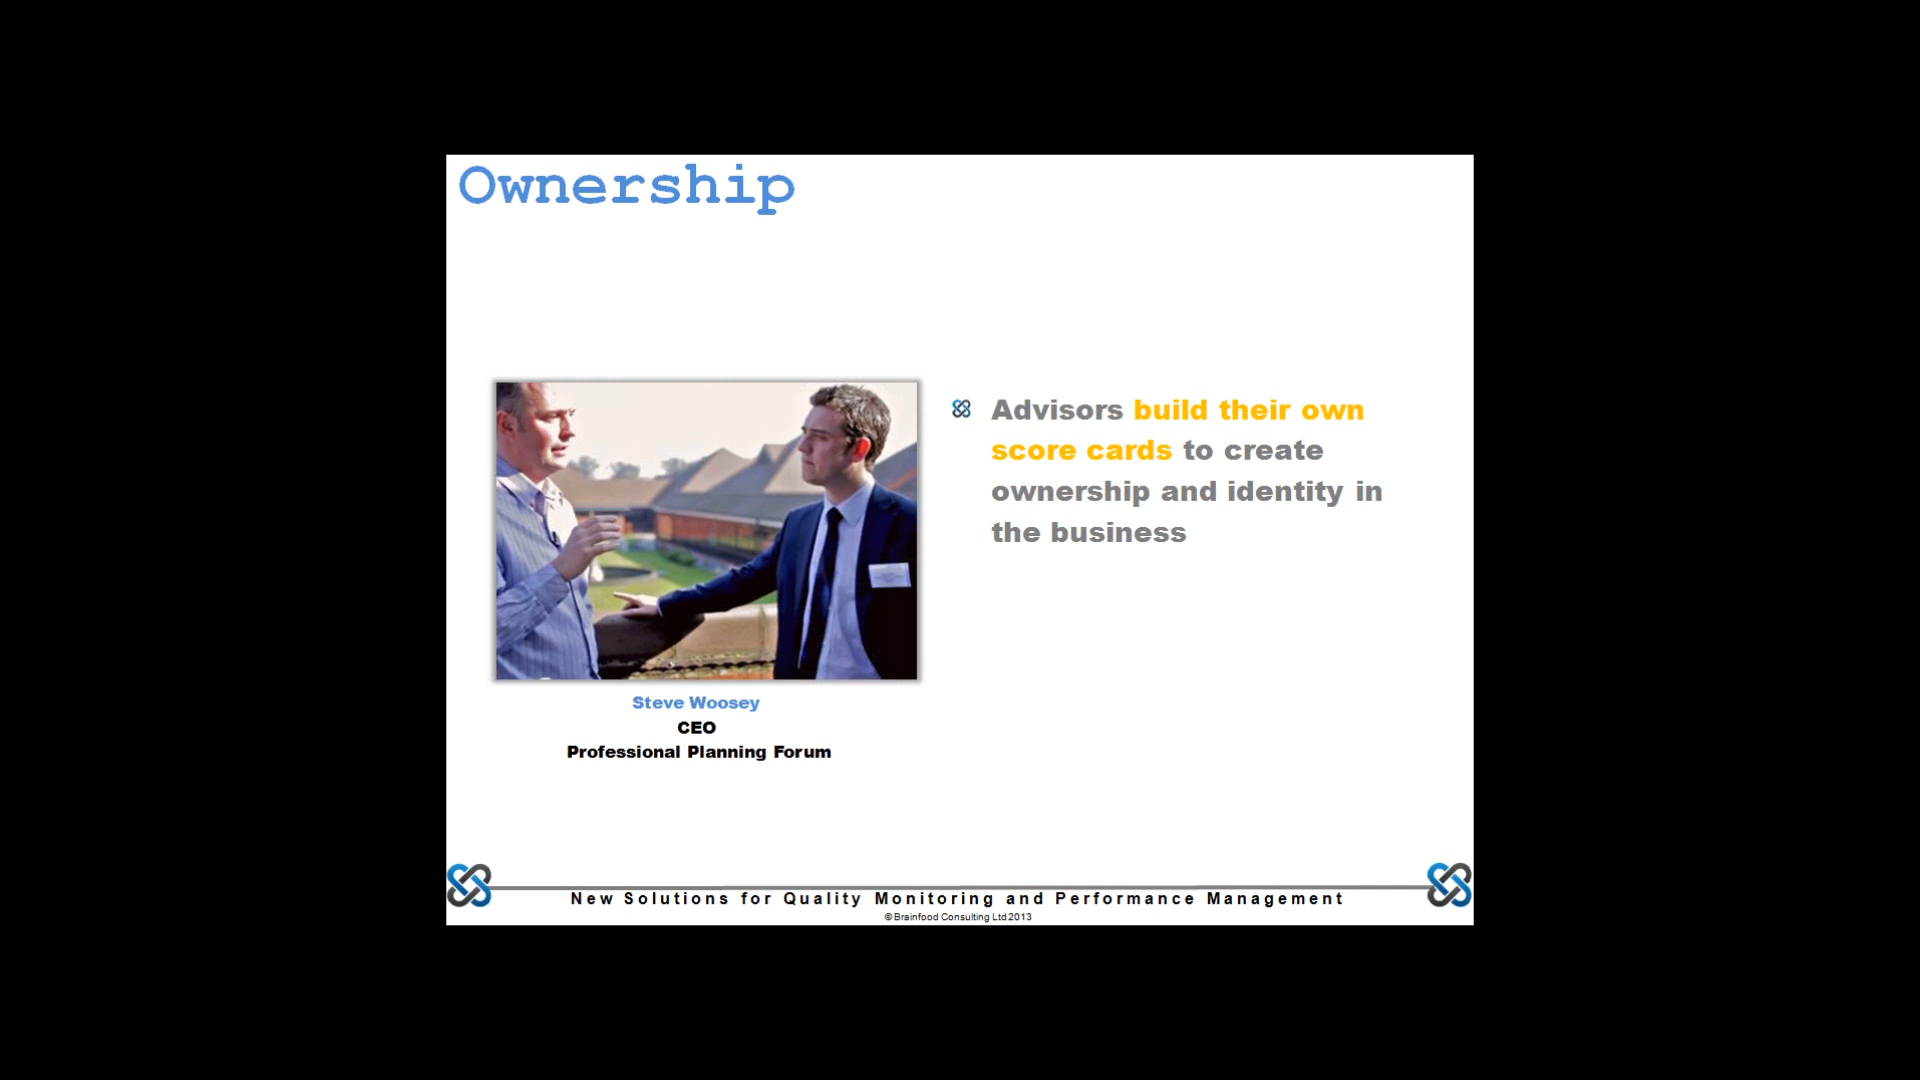 Ownership
Advisors build their own
score cards to create
ownership and identity in
the business
Steve Woosey
CEO
Professional Planning Forum
New Solutions for Quality Monitoring and Performance Management
© Brainfood Consulting Ltd 2013